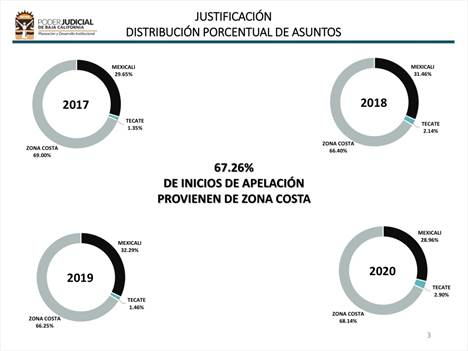 PODER JUDICIAL
DE BAJA CALIFORNIA
Planeación y Desarrollo Institucional
JUSTIFICACIÓN
DISTRIBUCIÓN PORCENTUAL DE ASUNTOS
MEXICALI
29.65%
2017
TECATE
1.35%
ZONA COSTA
69.00%
MEXICALI
31.46%
2018
TECATE
2.14%
ZONA COSTA
66.40%
67.26%
DE INICIOS DE APELACIÓN
PROVIENEN DE ZONA COSTA
MEXICALI
32.29%
2019
TECATE
1.46%
ZONA COSTA
66.25%
MEXICALI
28.96%
2020
TECATE
2.90%
ZONA COSTA
68.14%
3